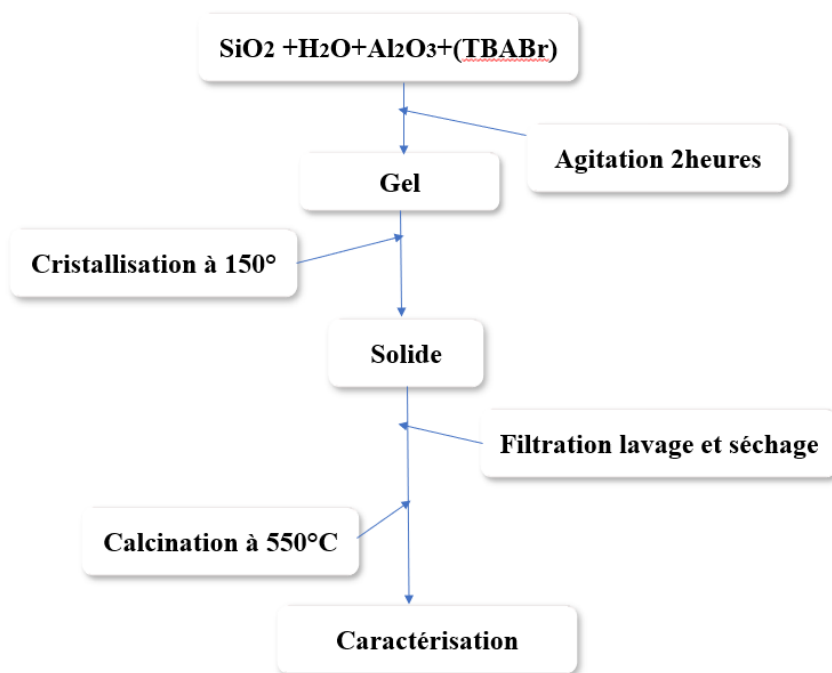 SiO2 +H2O+Al2O3+(TBABr)
Agitation 2heures
Gel
Cristallisation à 150°
Solide
Filtration lavage et séchage
Calcination à 550°C
Caractérisation